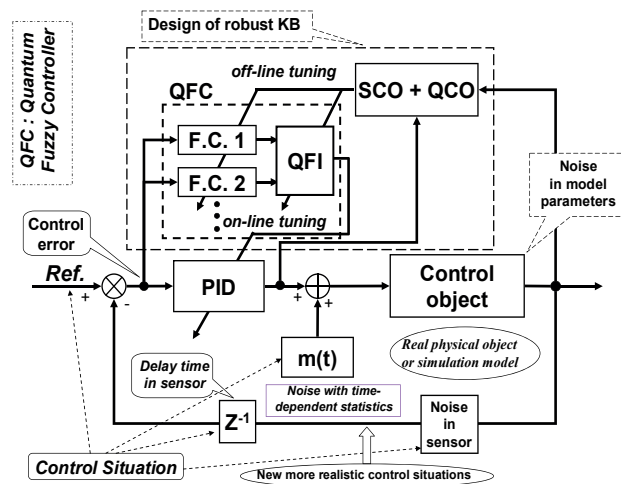 Design of robust KB
QFC : Quantum
Fuzzy Controller
off-line tuning
QFC
SCO + QCO
F.C. 1
QFI
F.C. 2
on-line tuning
Noise
in model
parameters
Control
error
Ref.
+
-
PID
+
+
Control
object
Real physical object
or simulation model
m(t)
Delay time
in sensor
Noise with time-
dependent statistics
Z-1
Noise
in
sensor
Control Situation
New more realistic control situations